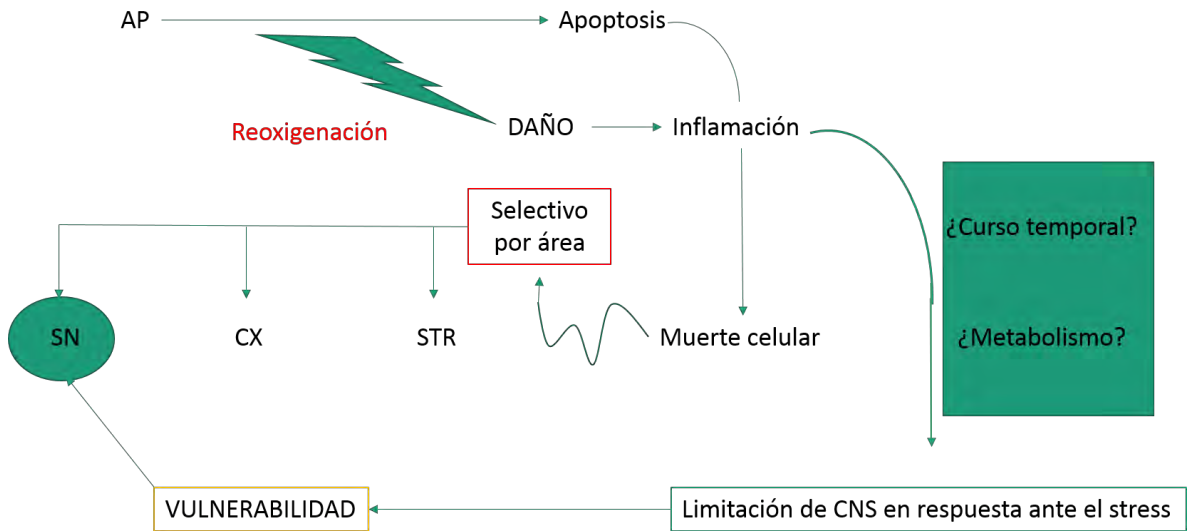 AP
Apoptosis
Reoxigenación
DAÑO
Inflamación
Selectivo
por área
¿Curso temporal?
SN
CX
STR
Muerte celular
¿Metabolismo?
VULNERABILIDAD
Limitación de CNS en respuesta ante el stress